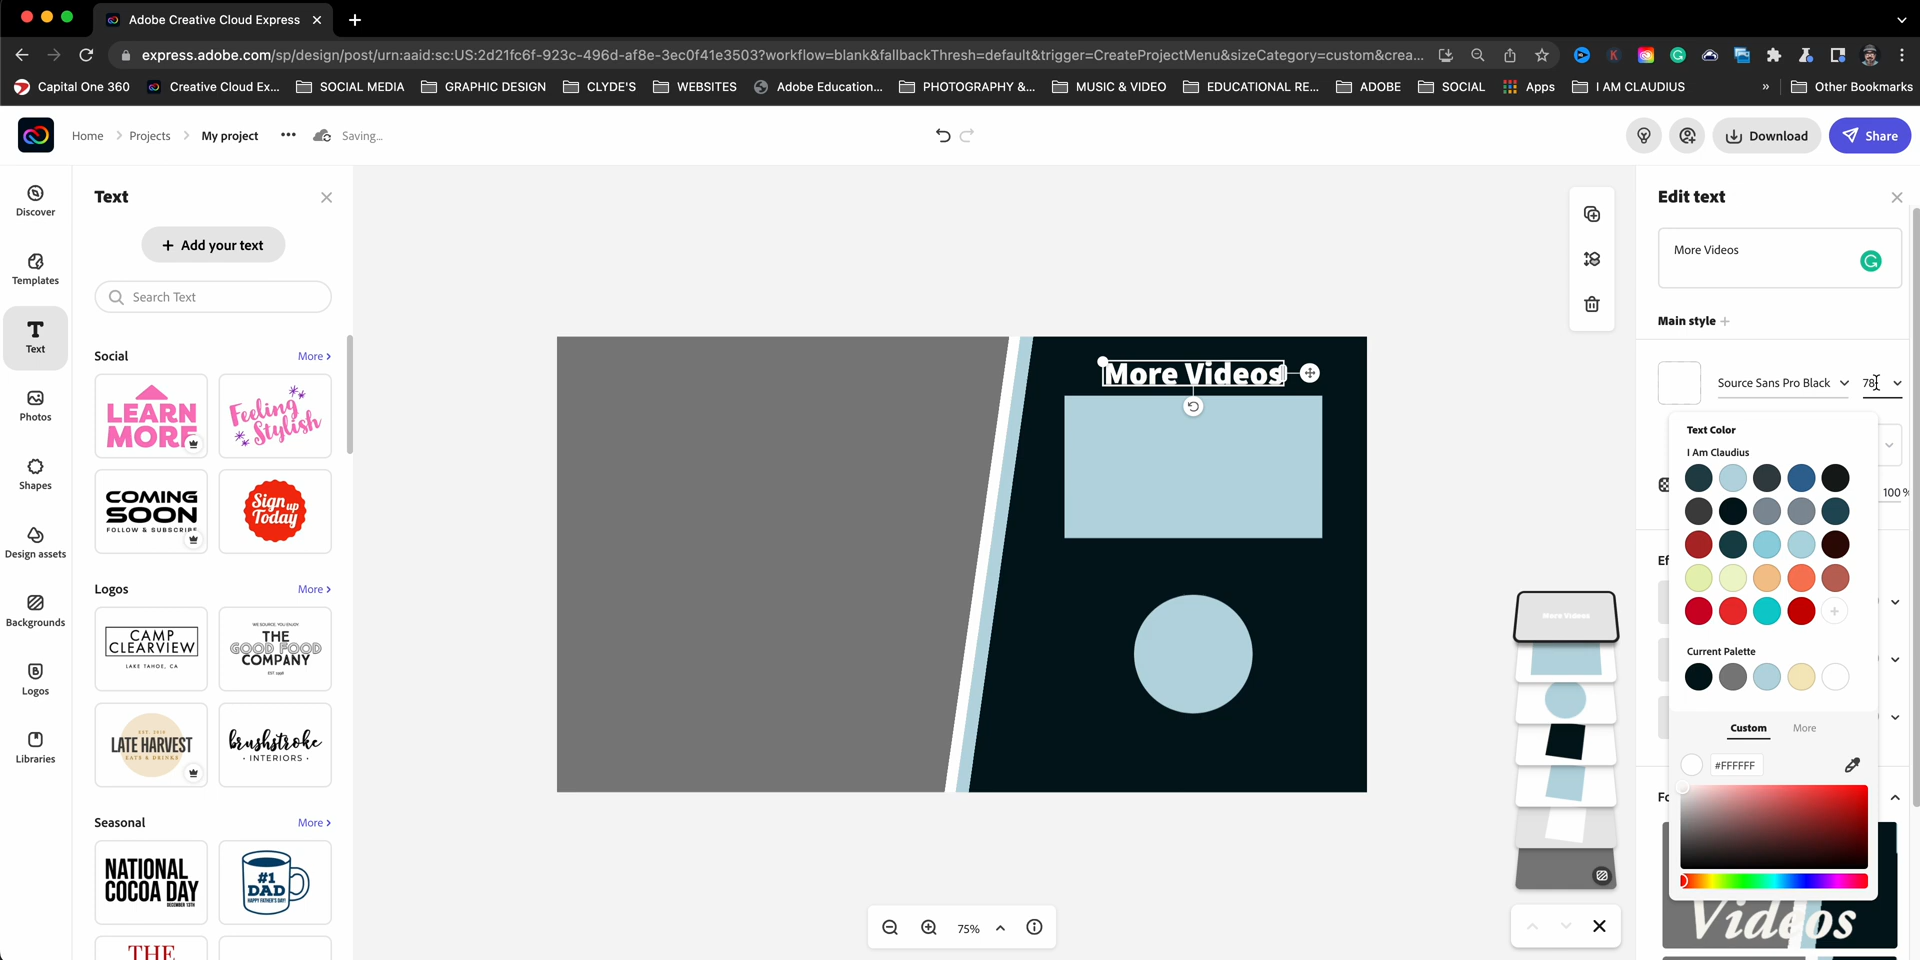 Adobe Creative Cloud Express
express.adobe.com/sp/design/post/urn:aaid:sc:US:2d21fc6f-923c-496d-af8e-3ec0f41e3503?workflow=blank&fallbackThresh=default&trigger=CreateProjectMenu&sizeCategory=custom&crea...
Capital One 360
Creative Cloud Ex...
SOCIAL MEDIA
GRAPHIC DESIGN
CLYDE'S
WEBSITES
Adobe Education...
PHOTOGRAPHY &...
MUSIC & VIDEO
EDUCATIONAL RE...
ADOBE
SOCIAL
Apps
I AM CLAUDIUS
»
Other Bookmarks
Home
Projects
My project
Saving...
Download
Share
Discover
Templates
Text
Photos
Shapes
Design assets
Backgrounds
Logos
Libraries
Text
+ Add your text
Search Text
Social
More >
LEARN
MORE
Feeling
Stylish
COMING
SOON
FOLLOW & SUBSCRIBE
Sign up
Today
Logos
More >
CAMP
CLEARVIEW
LAKE TAHOE, CA
WE SOURCE, YOU ENJOY
THE
GOOD FOOD
COMPANY
LATE HARVEST
EATS & DRINKS
brushstroke
• INTERIORS •
Seasonal
More >
NATIONAL
COCOA DAY
DECEMBER 13TH
#1
DAD
HAPPY FATHER'S DAY!
THE
More Videos
More Videos
75%
Edit text
More Videos
Main style +
Source Sans Pro Black
78
Text Color
I Am Claudius
100 %
Ef
Current Palette
Custom
More
#FFFFFF
Fo
Videos